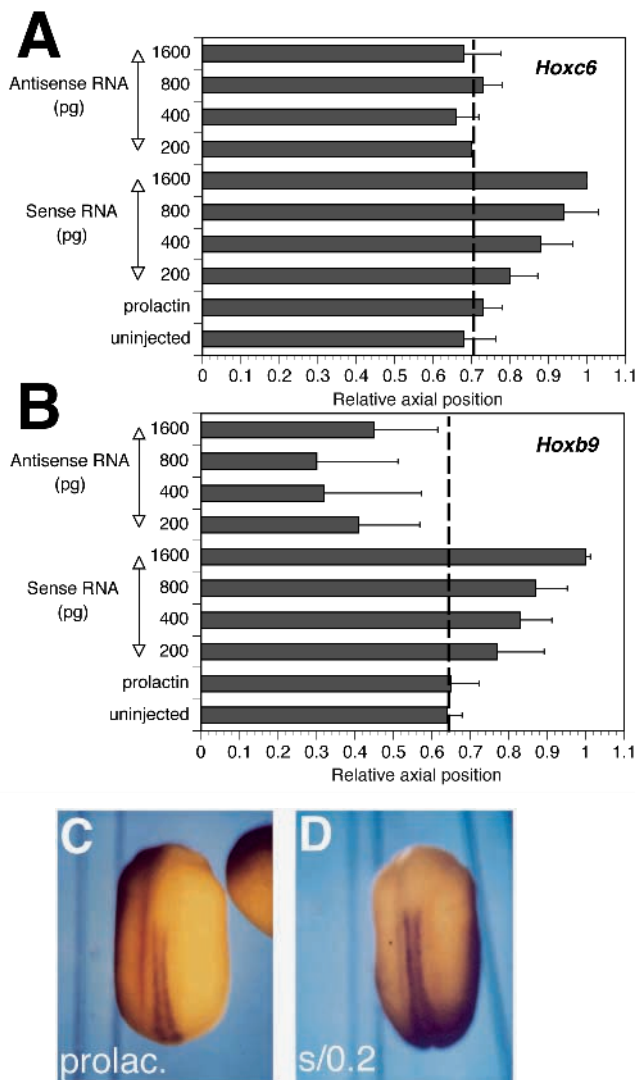 A
Hoxc6
Antisense RNA
(pg)
1600
800
400
200
Sense RNA
(pg)
1600
800
400
200
prolactin
uninjected
0 0.1 0.2 0.3 0.4 0.5 0.6 0.7 0.8 0.9 1 1.1
Relative axial position
B
Hoxb9
Antisense RNA
(pg)
1600
800
400
200
Sense RNA
(pg)
1600
800
400
200
prolactin
uninjected
0 0.1 0.2 0.3 0.4 0.5 0.6 0.7 0.8 0.9 1 1.1
Relative axial position
C
prolac.
D
s/0.2